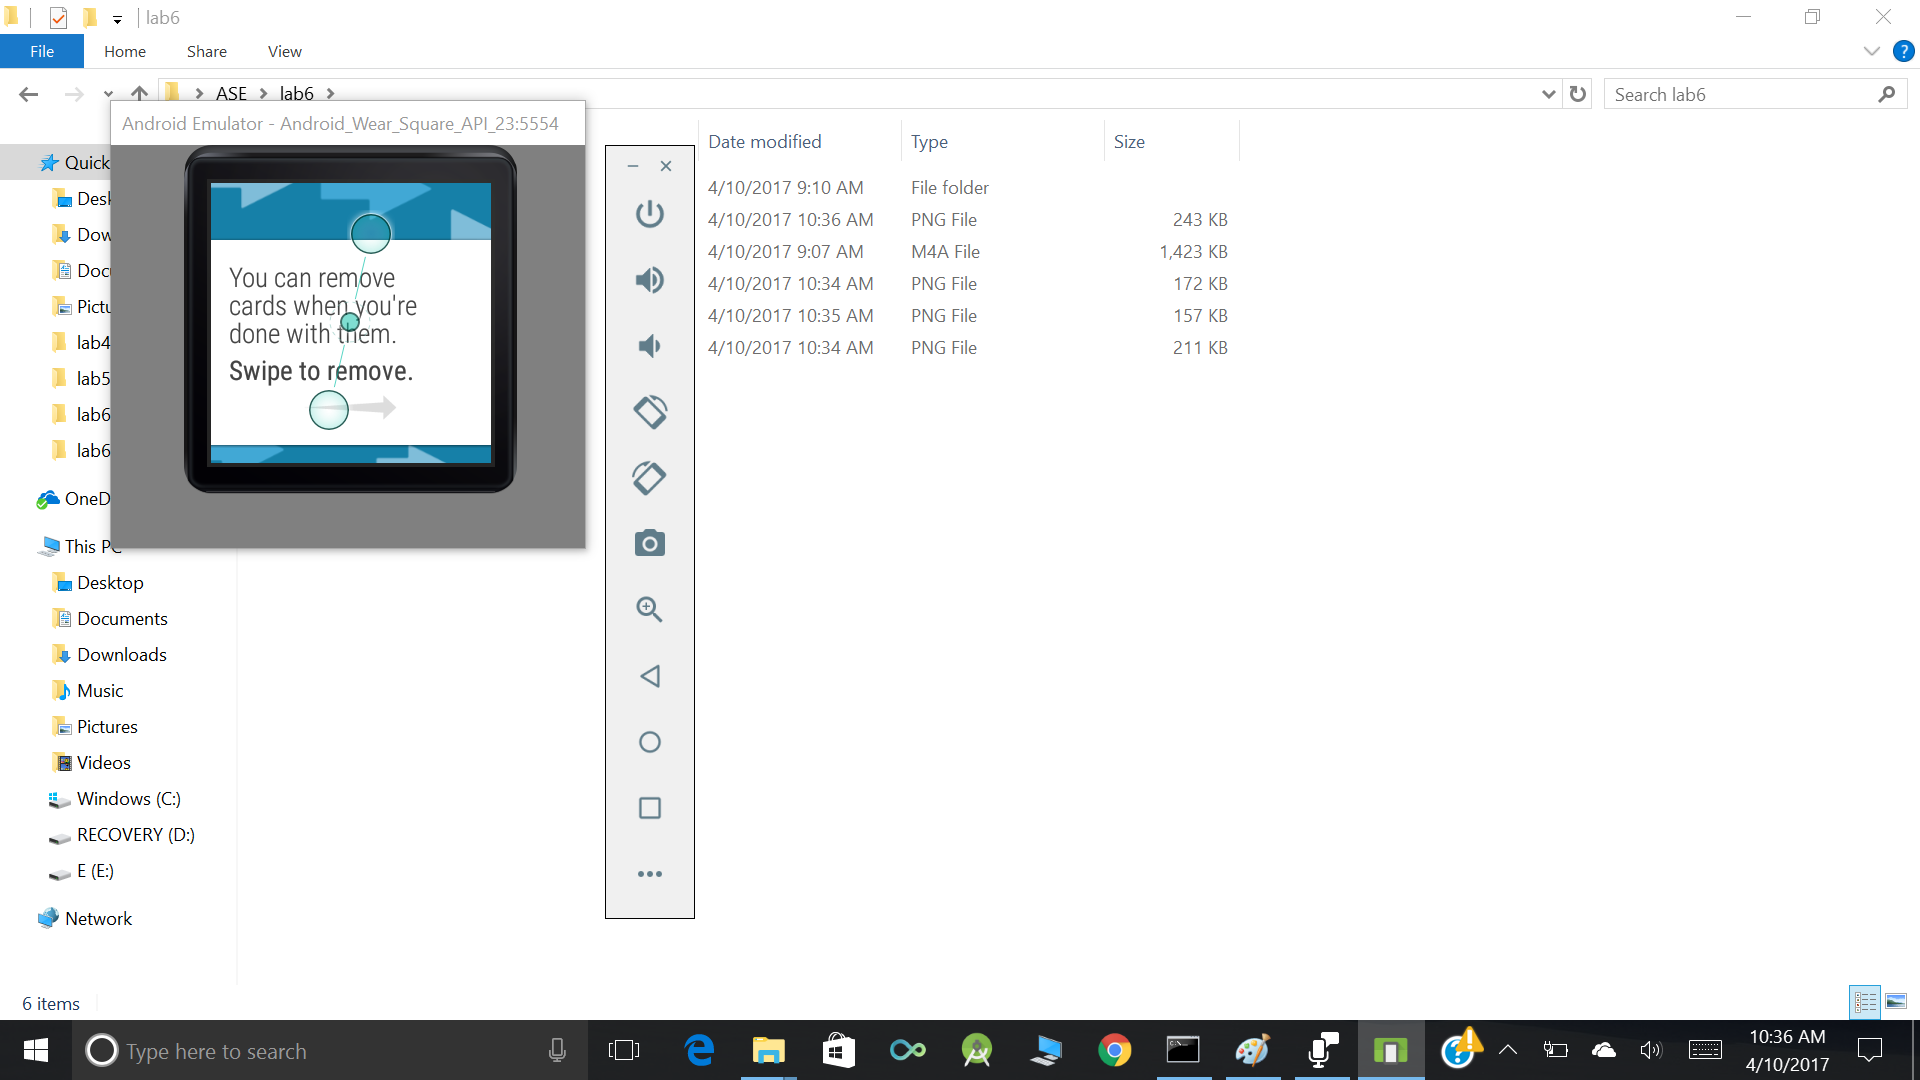 lab6
File
Home
Share
View
ASE
lab6
Search lab6
Android Emulator - Android_Wear_Square_API_23:5554
Date modified
Type
Size
Quick
You can remove
cards when you're
done with them.
Swipe to remove.
4/10/2017 9:10 AM
File folder
4/10/2017 10:36 AM
PNG File
243 KB
4/10/2017 9:07 AM
M4A File
1,423 KB
4/10/2017 10:34 AM
PNG File
172 KB
4/10/2017 10:35 AM
PNG File
157 KB
4/10/2017 10:34 AM
PNG File
211 KB
Desk
Dow
Docu
Pictu
lab4
lab5
lab6
lab6
OneD
This PC
Desktop
Documents
Downloads
Music
Pictures
Videos
Windows (C:)
RECOVERY (D:)
E (E:)
Network
6 items
Type here to search
10:36 AM
4/10/2017